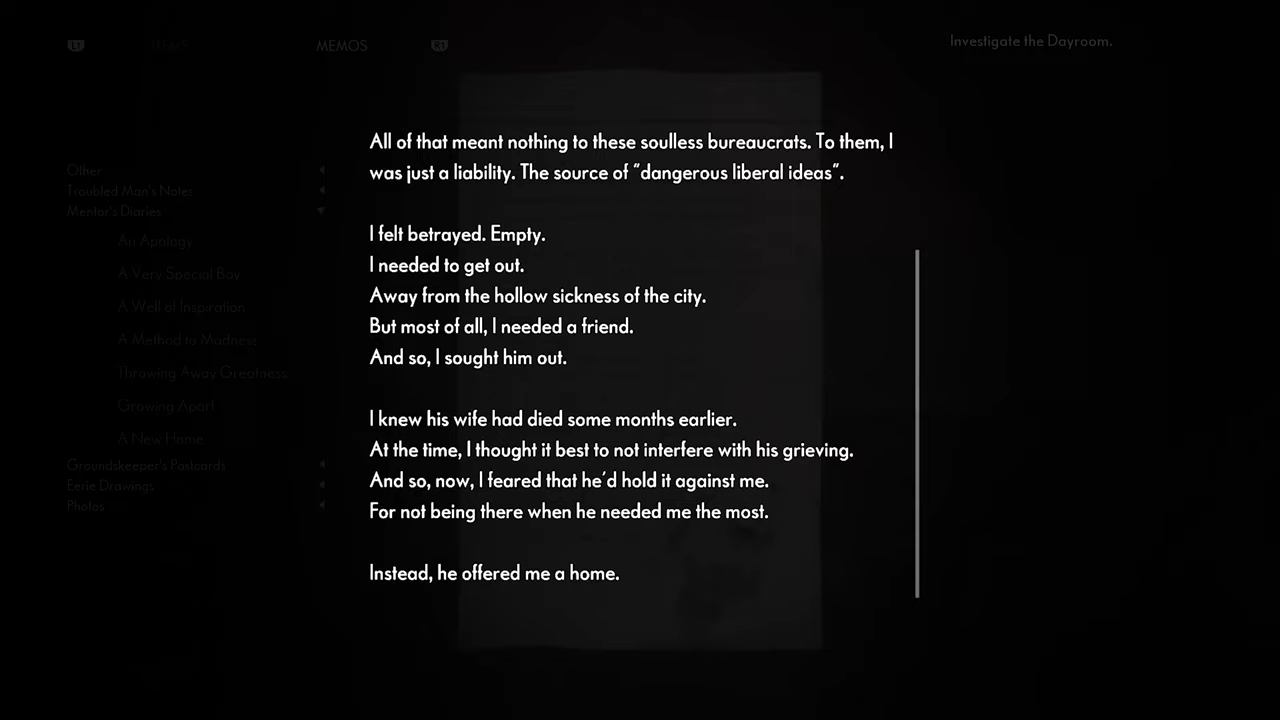 L1
ITEMS
MEMOS
R1
Investigate the Dayroom.
Other
Troubled Man's Notes
Mentor's Diaries
An Apology
A Very Special Boy
A Well of Inspiration
A Method to Madness
Throwing Away Greatness
Growing Apart
A New Home
Groundskeeper's Postcards
Eerie Drawings
Photos
All of that meant nothing to these soulless bureaucrats. To them, I
was just a liability. The source of "dangerous liberal ideas".
I felt betrayed. Empty.
I needed to get out.
Away from the hollow sickness of the city.
But most of all, I needed a friend.
And so, I sought him out.
I knew his wife had died some months earlier.
At the time, I thought it best to not interfere with his grieving.
And so, now, I feared that he'd hold it against me.
For not being there when he needed me the most.
Instead, he offered me a home.